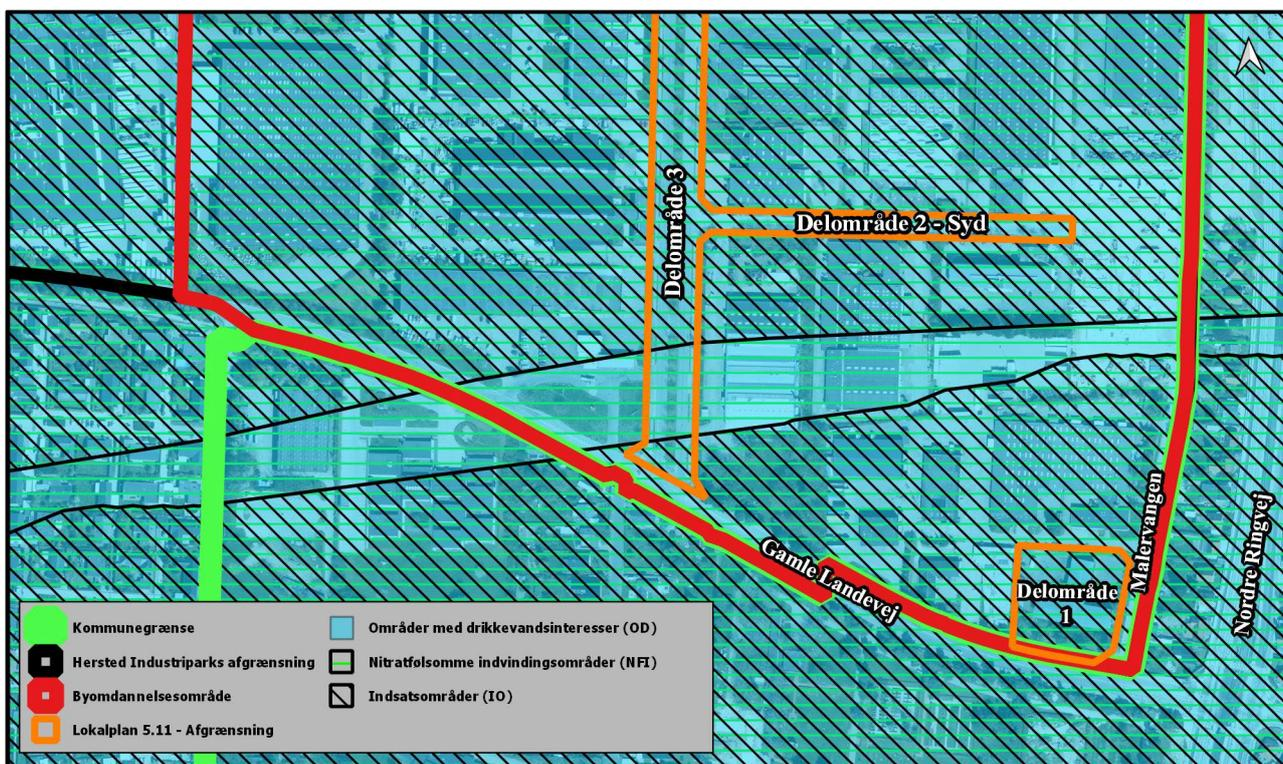 Delområde 3
Delområde 2 - Syd
Gamle Landevej
Delområde
1
Malervangen
Nordre Ringvej
Kommunegrænse
Hersted Industriparks afgrænsning
Byomdannelsesområde
Lokalplan 5.11 - Afgrænsning
Områder med drikkevandsinteresser (OD)
Nitratfølsomme indvindingsområder (NFI)
Indsatsområder (IO)